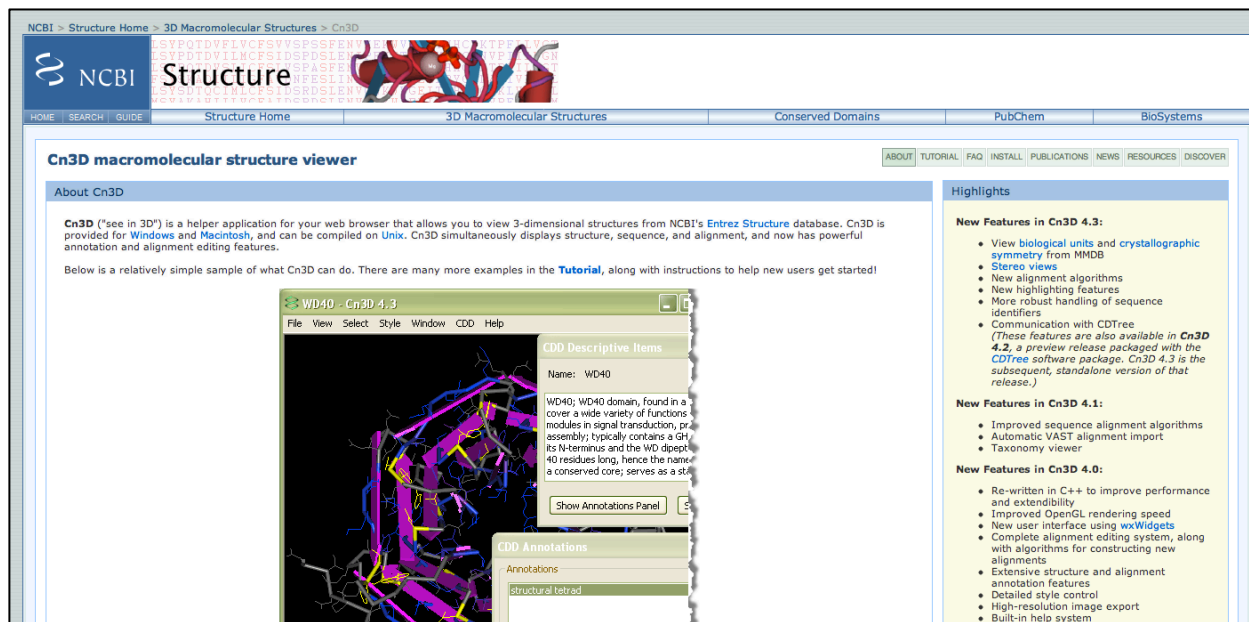 NCBI > Structure Home > 3D Macromolecular Structures > Cn3D
NCBI
Structure
HOME SEARCH GUIDE Structure Home 3D Macromolecular Structures Conserved Domains PubChem BioSystems
Cn3D macromolecular structure viewer
ABOUT TUTORIAL FAQ INSTALL PUBLICATIONS NEWS RESOURCES DISCOVER
About Cn3D
Cn3D ("see in 3D") is a helper application for your web browser that allows you to view 3-dimensional structures from NCBI's Entrez Structure database. Cn3D is
provided for Windows and Macintosh, and can be compiled on Unix. Cn3D simultaneously displays structure, sequence, and alignment, and now has powerful
annotation and alignment editing features.
Below is a relatively simple sample of what Cn3D can do. There are many more examples in the Tutorial, along with instructions to help new users get started!
WD40 - Cn3D 4.3
File View Select Style Window CDD Help
CDD Descriptive Items
Name: WD40
WD40; WD40 domain, found in a
cover a wide variety of functions
modules in signal transduction, pr
assembly; typically contains a GH
its N-terminus and the WD dipept
40 residues long, hence the name
a conserved core; serves as a sta
Show Annotations Panel
CDD Annotations
Annotations
structural tetrad
Highlights
New Features in Cn3D 4.3:
• View biological units and crystallographic
symmetry from MMDB
• Stereo views
• New alignment algorithms
• New highlighting features
• More robust handling of sequence
identifiers
• Communication with CDTree
(These features are also available in Cn3D
4.2, a preview release packaged with the
CDTree software package. Cn3D 4.3 is the
subsequent, standalone version of that
release.)
New Features in Cn3D 4.1:
• Improved sequence alignment algorithms
• Automatic VAST alignment import
• Taxonomy viewer
New Features in Cn3D 4.0:
• Re-written in C++ to improve performance
and extendibility
• Improved OpenGL rendering speed
• New user interface using wxWidgets
• Complete alignment editing system, along
with algorithms for constructing new
alignments
• Extensive structure and alignment
annotation features
• Detailed style control
• High-resolution image export
• Built-in help system